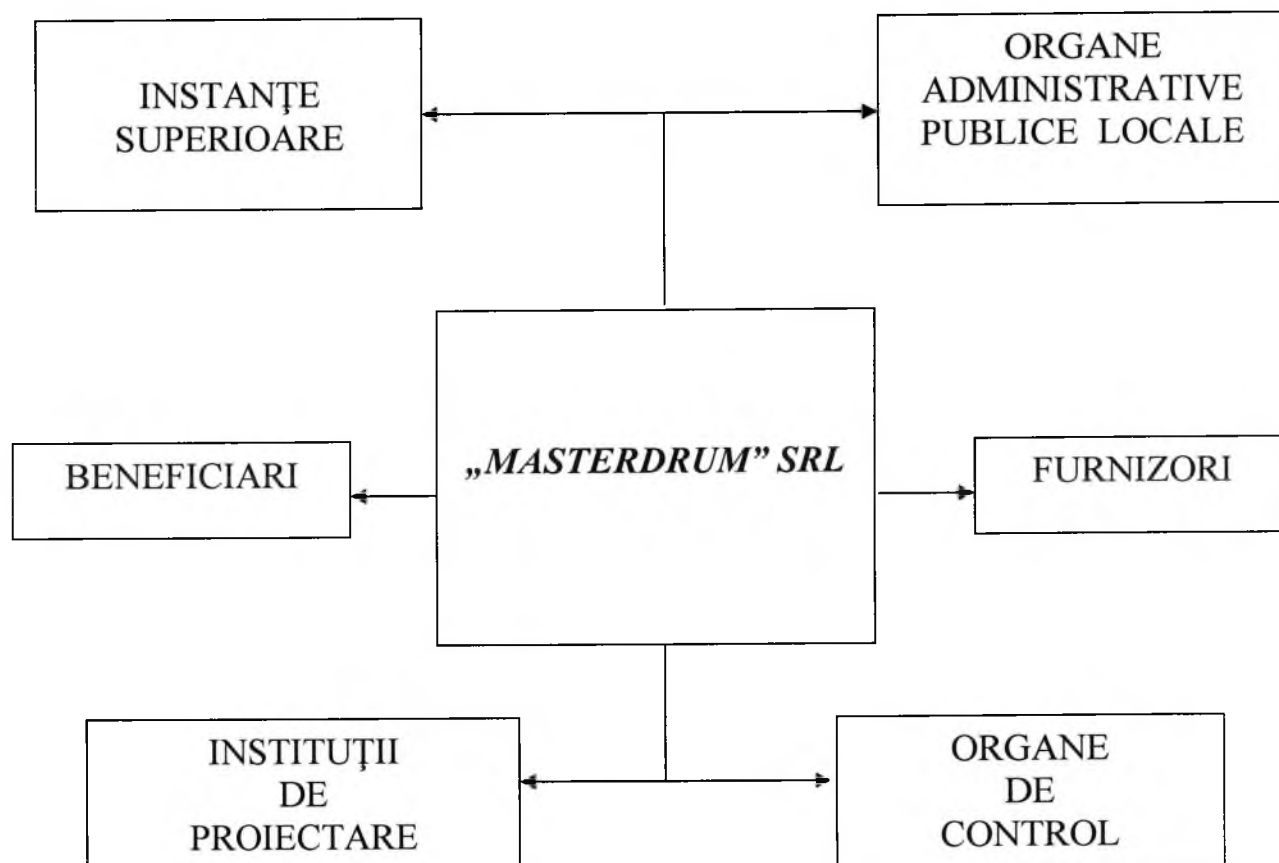 INSTANŢE
SUPERIOARE
ORGANE
ADMINISTRATIVE
PUBLICE LOCALE
BENEFICIARI
„MASTERDRUM” SRL
FURNIZORI
INSTITUŢII
DE
PROIECTARE
ORGANE
DE
CONTROL